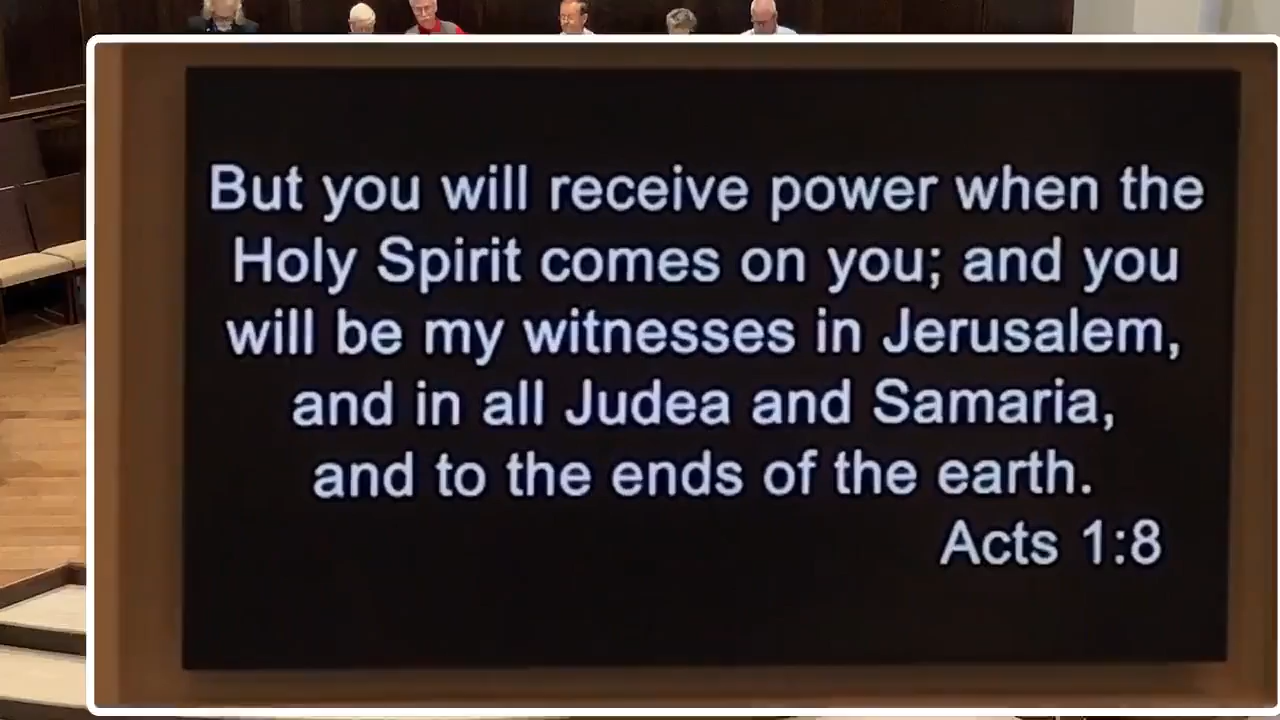 But you will receive power when the
Holy Spirit comes on you; and you
will be my witnesses in Jerusalem,
and in all Judea and Samaria,
and to the ends of the earth.
Acts 1:8